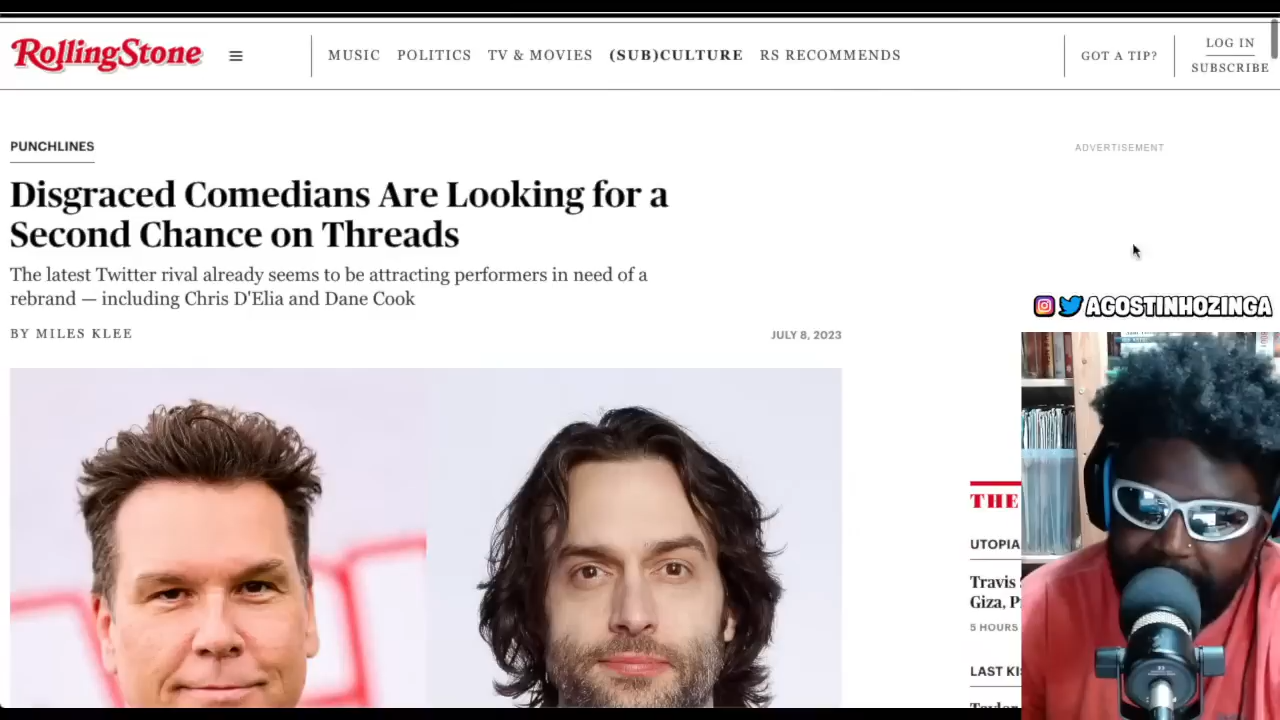 RollingStone
MUSIC POLITICS TV & MOVIES (SUB)CULTURE RS RECOMMENDS
GOT A TIP?
LOG IN
SUBSCRIBE
PUNCHLINES
ADVERTISEMENT
Disgraced Comedians Are Looking for a
Second Chance on Threads
The latest Twitter rival already seems to be attracting performers in need of a
rebrand — including Chris D'Elia and Dane Cook
BY MILES KLEE
JULY 8, 2023
AGOSTINHOZINGA
THE
UTOPIA
Travis
Giza,
5 HOURS